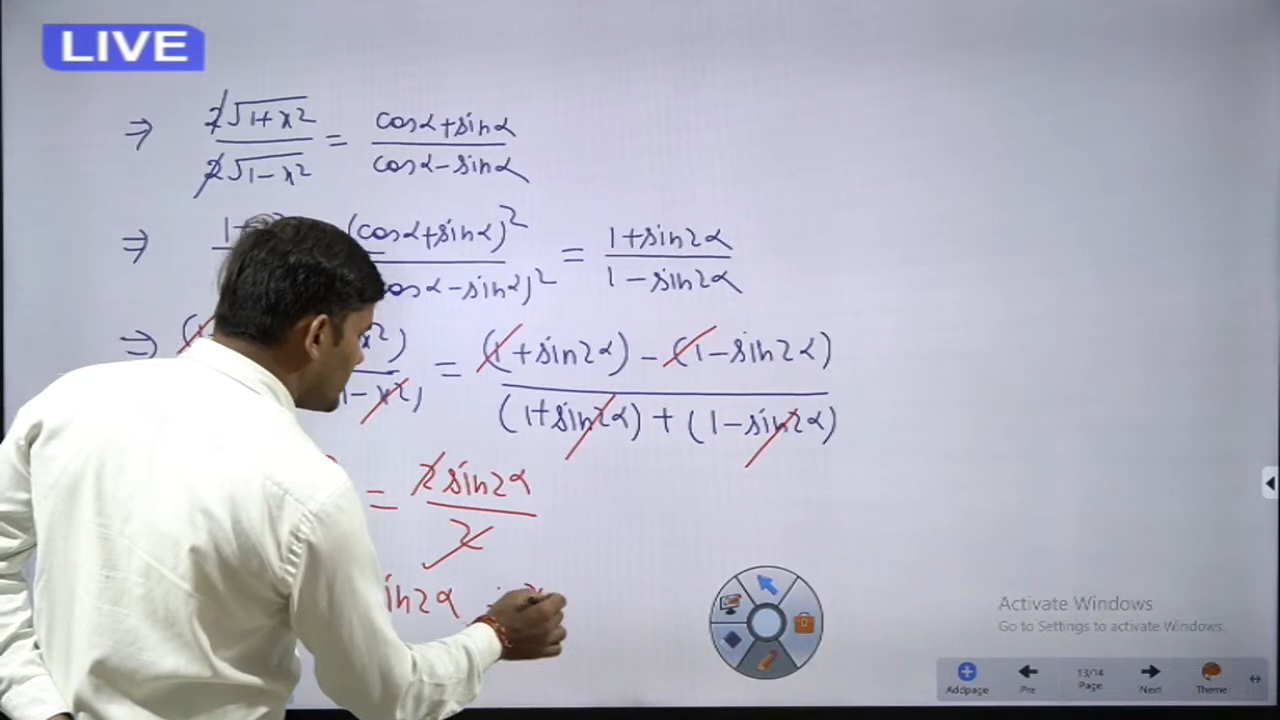 LIVE
⇒ 2√1+x2 / 2√1-x2 = cosα+sinα / cosα-sinα
⇒ (cosα+sinα)2 / cosα-sinα)2 = 1+sin2α / 1-sin2α
⇒ = (1+sin2α) - (1-sin2α) / (1+sin2α) + (1-sin2α)
= 2sin2α / 2
in2α
Activate Windows
Go to Settings to activate Windows.
13/14
Addpage Pre Page Next Theme